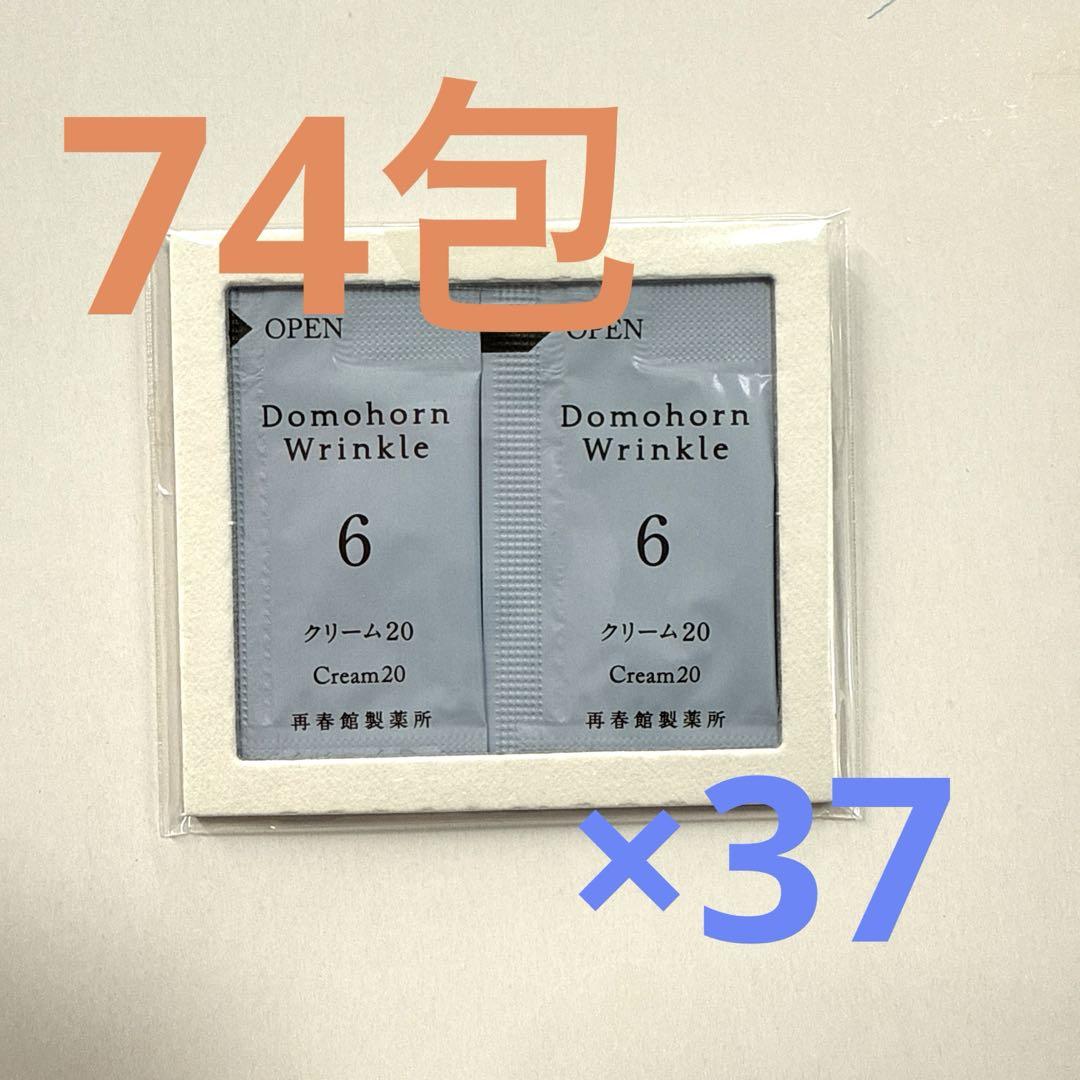 74包
OPEN
Domohorn
Wrinkle
6
クリーム20
Cream20
再春館製薬所
OPEN
Domohorn
Wrinkle
6
クリーム20
Cream20
再春館製薬所
×37